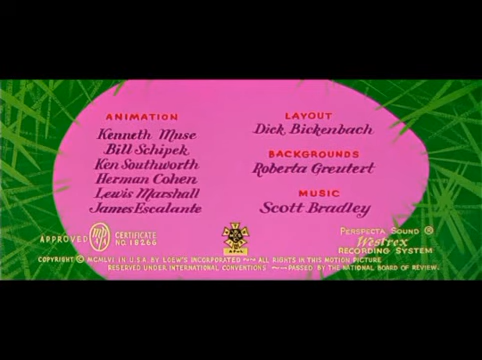 ANIMATION
Kenneth Muse
Bill Schipek
Ken Southworth
Herman Cohen
Lewis Marshall
James Escalante
LAYOUT
Dick Bickenbach
BACKGROUNDS
Roberta Greutert
MUSIC
Scott Bradley
APPROVED
CERTIFICATE
NO. 18266
PERSPECTA SOUND ®
Westrex
RECORDING SYSTEM
COPYRIGHT © MCMLVI IN U.S.A. BY LOEW'S INCORPORATED ALL RIGHTS IN THIS MOTION PICTURE
RESERVED UNDER INTERNATIONAL CONVENTIONS PASSED BY THE NATIONAL BOARD OF REVIEW.